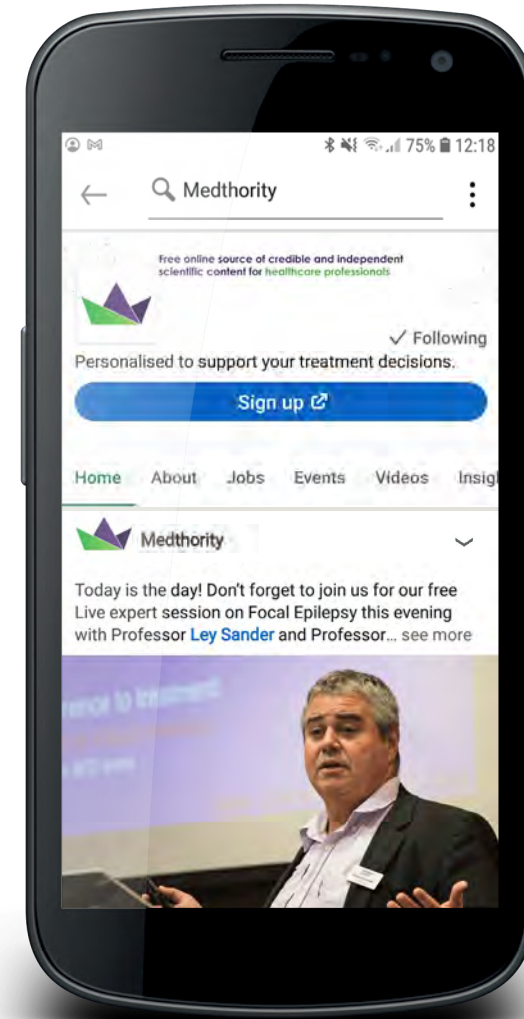 75% 12:18
Medthority
Free online source of credible and independent
scientific content for healthcare professionals
Following
Personalised to support your treatment decisions.
Sign up
Home About Jobs Events Videos Insig
Medthority
Today is the day! Don't forget to join us for our free
Live expert session on Focal Epilepsy this evening
with Professor Ley Sander and Professor... see more